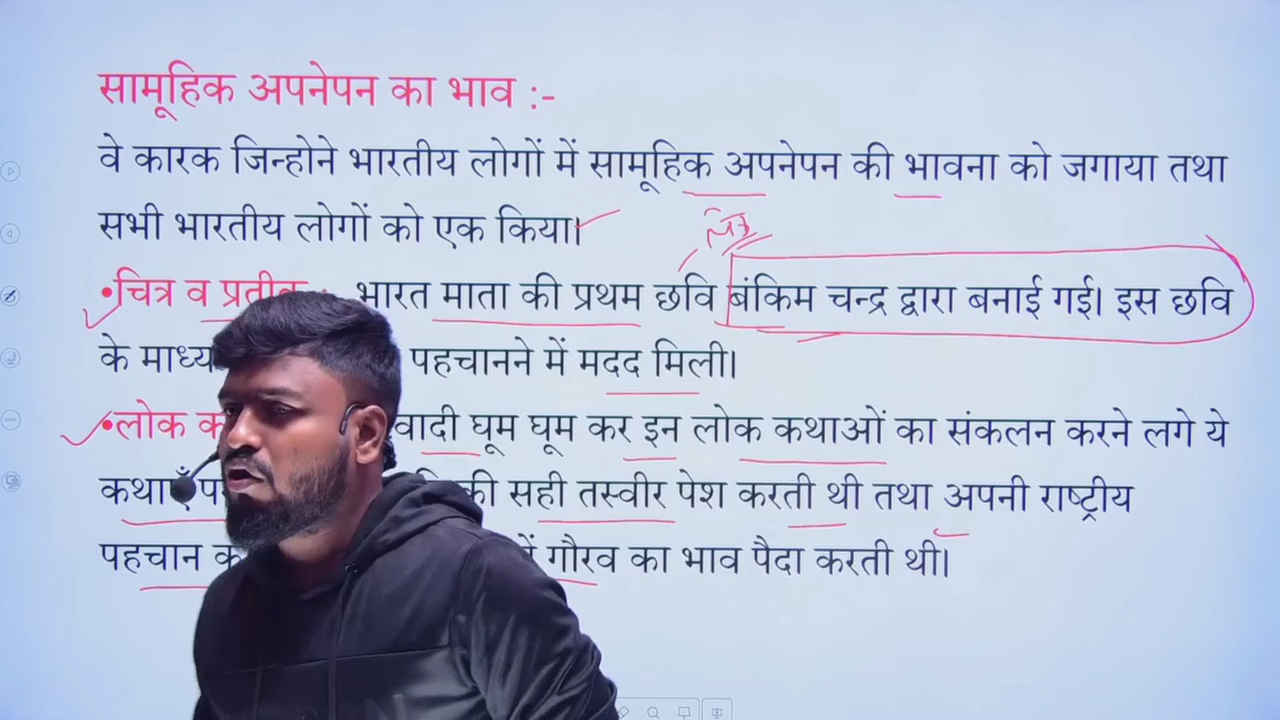 सामूहिक अपनेपन का भाव :-
वे कारक जिन्होने भारतीय लोगों में सामूहिक अपनेपन की भावना को जगाया तथा
सभी भारतीय लोगों को एक किया।
•चित्र व प्रतीक :- भारत माता की प्रथम छवि बंकिम चन्द्र द्वारा बनाई गई। इस छवि
के पहचानने में मदद मिली।
•लोक वादी घूम घूम कर इन लोक कथाओं का संकलन करने लगे ये
कथाएँ की सही तस्वीर पेश करती थी तथा अपनी राष्ट्रीय
पहचान में गौरव का भाव पैदा करती थी।